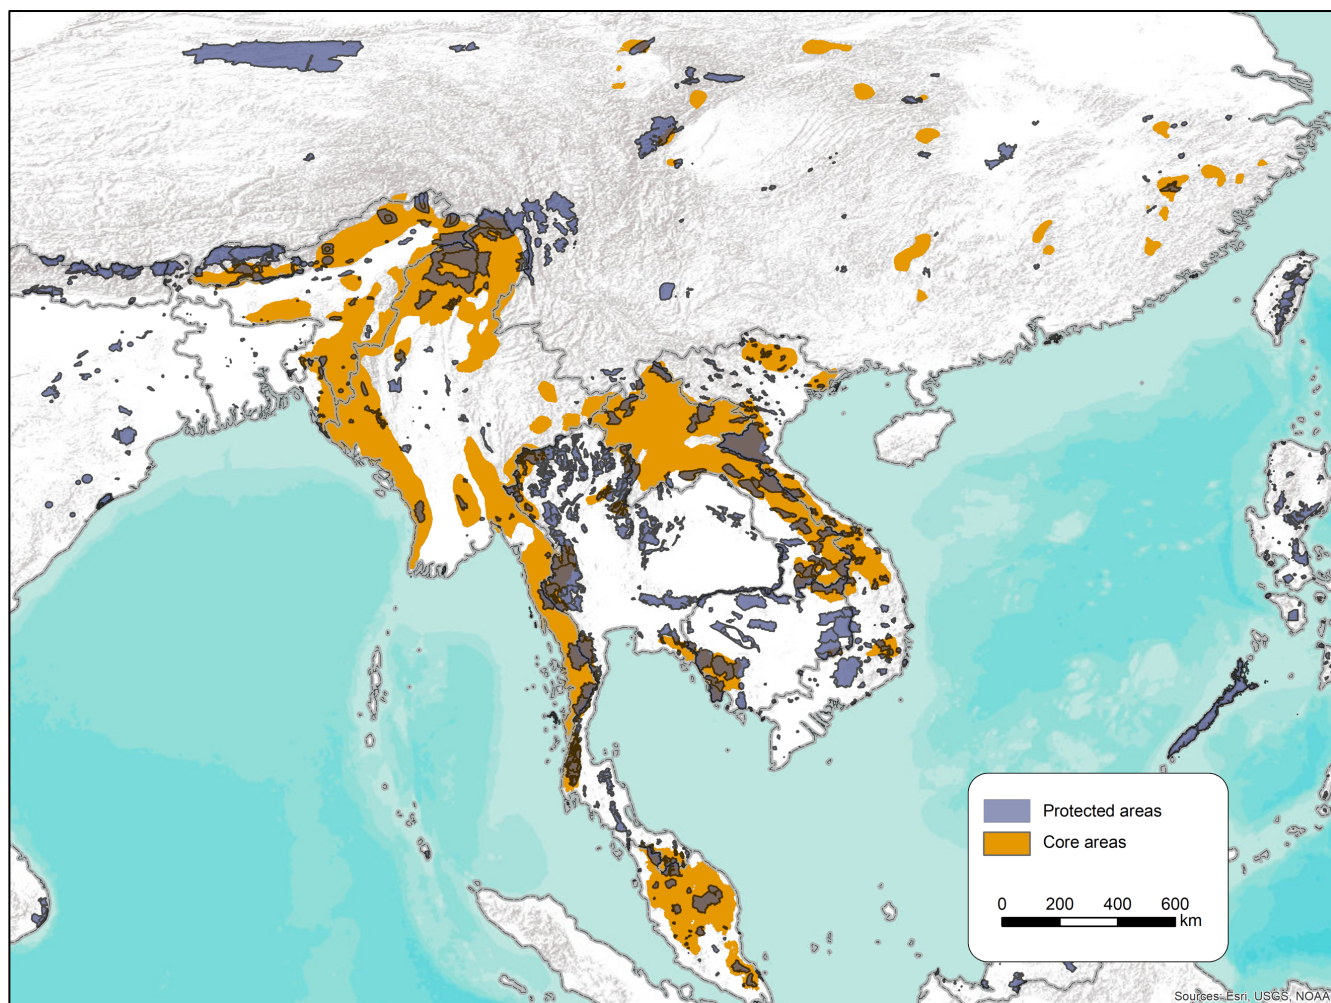 Protected areas
Core areas
0 200 400 600
km
Sources: Esri, USGS, NOAA